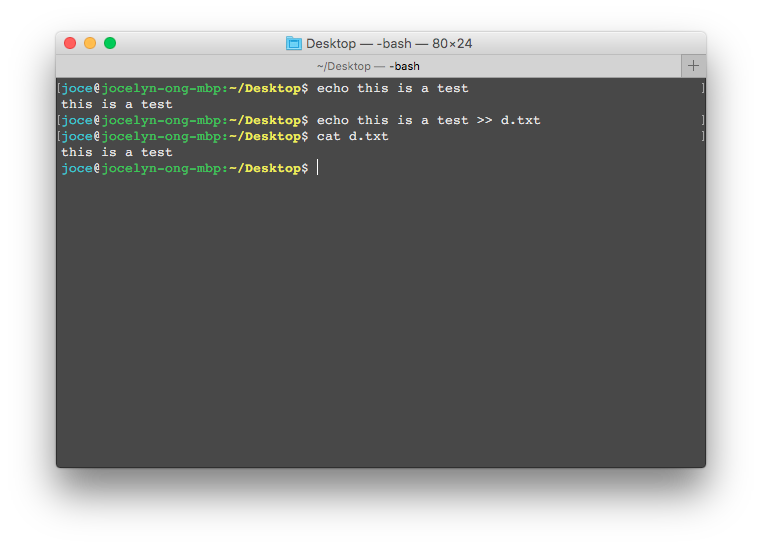 Desktop — -bash — 80×24
~/Desktop — -bash
[joce@jocelyn-ong-mbp:~/Desktop$ echo this is a test ]
this is a test
[joce@jocelyn-ong-mbp:~/Desktop$ echo this is a test >> d.txt ]
[joce@jocelyn-ong-mbp:~/Desktop$ cat d.txt ]
this is a test
joce@jocelyn-ong-mbp:~/Desktop$